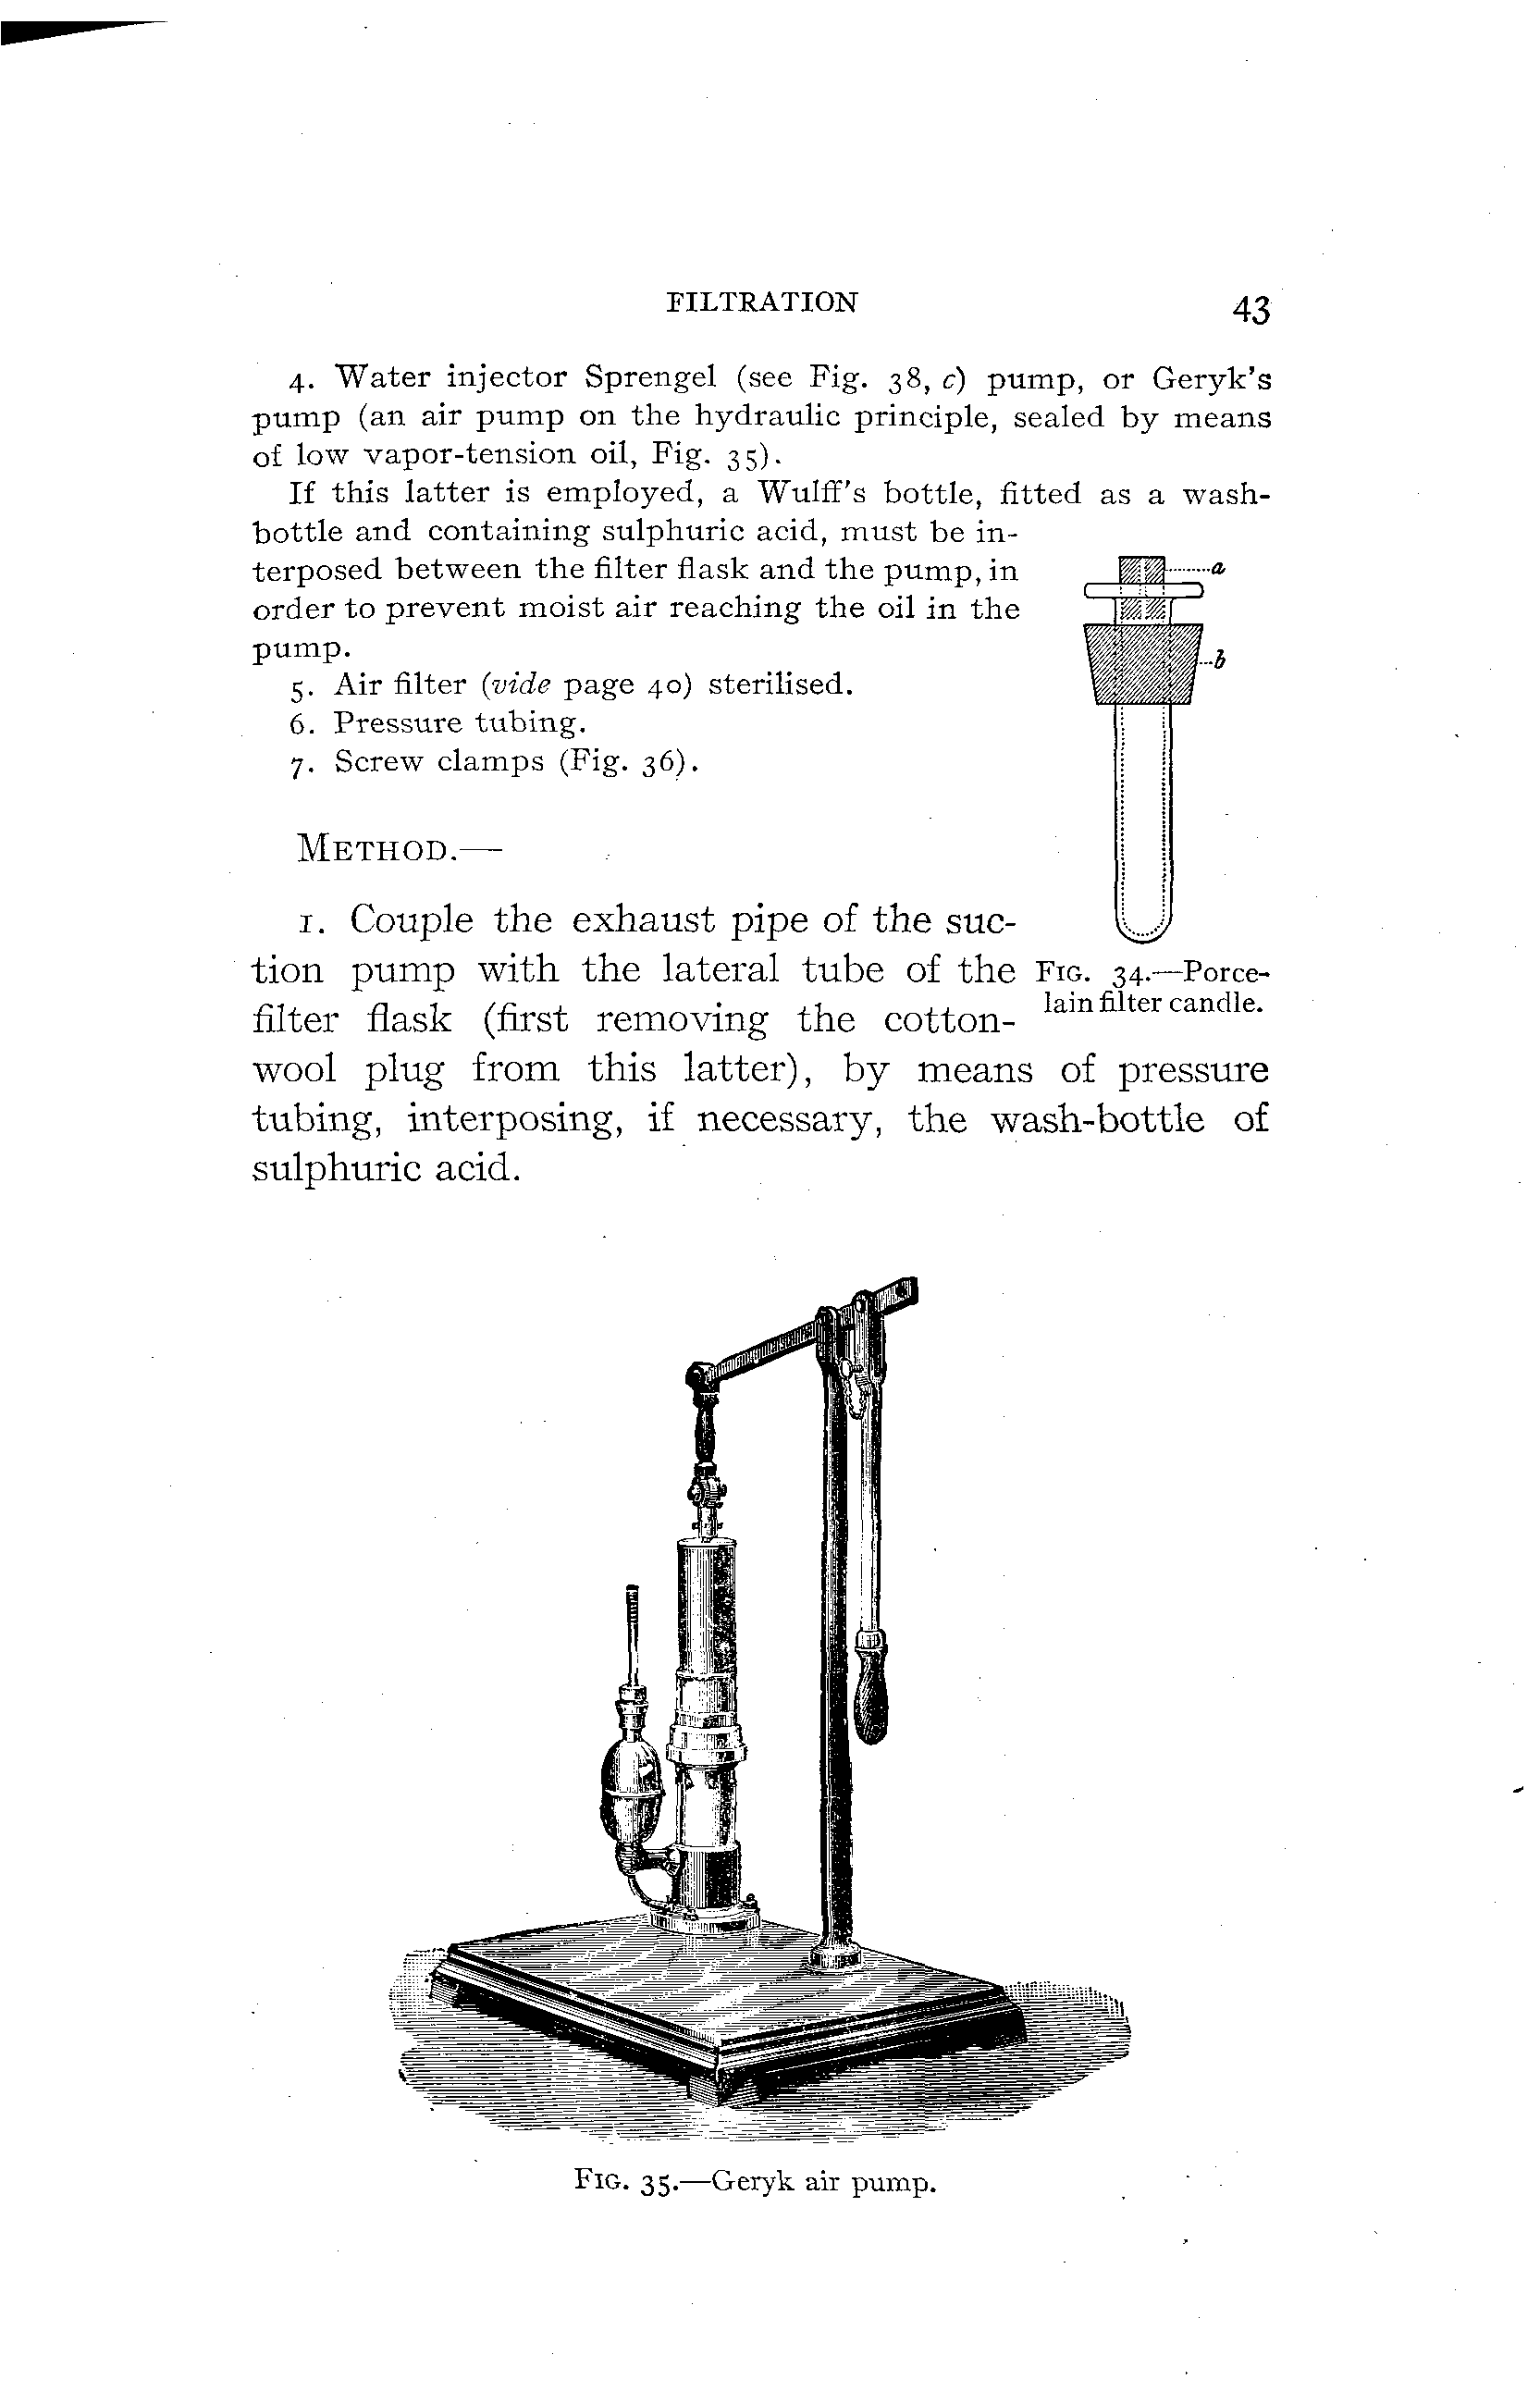 FILTRATION 43
4. Water injector Sprengel (see Fig. 38, c) pump, or Geryk's
pump (an air pump on the hydraulic principle, sealed by means
of low vapor-tension oil, Fig. 35).
If this latter is employed, a Wulff's bottle, fitted as a wash-
bottle and containing sulphuric acid, must be in-
terposed between the filter flask and the pump, in
order to prevent moist air reaching the oil in the
pump.
5. Air filter (vide page 40) sterilised.
6. Pressure tubing.
7. Screw clamps (Fig. 36).
a
b
FIG. 34.—Porce-
lain filter candle.
METHOD.—
1. Couple the exhaust pipe of the suc-
tion pump with the lateral tube of the
filter flask (first removing the cotton-
wool plug from this latter), by means of pressure
tubing, interposing, if necessary, the wash-bottle of
sulphuric acid.
FIG. 35.—Geryk air pump.